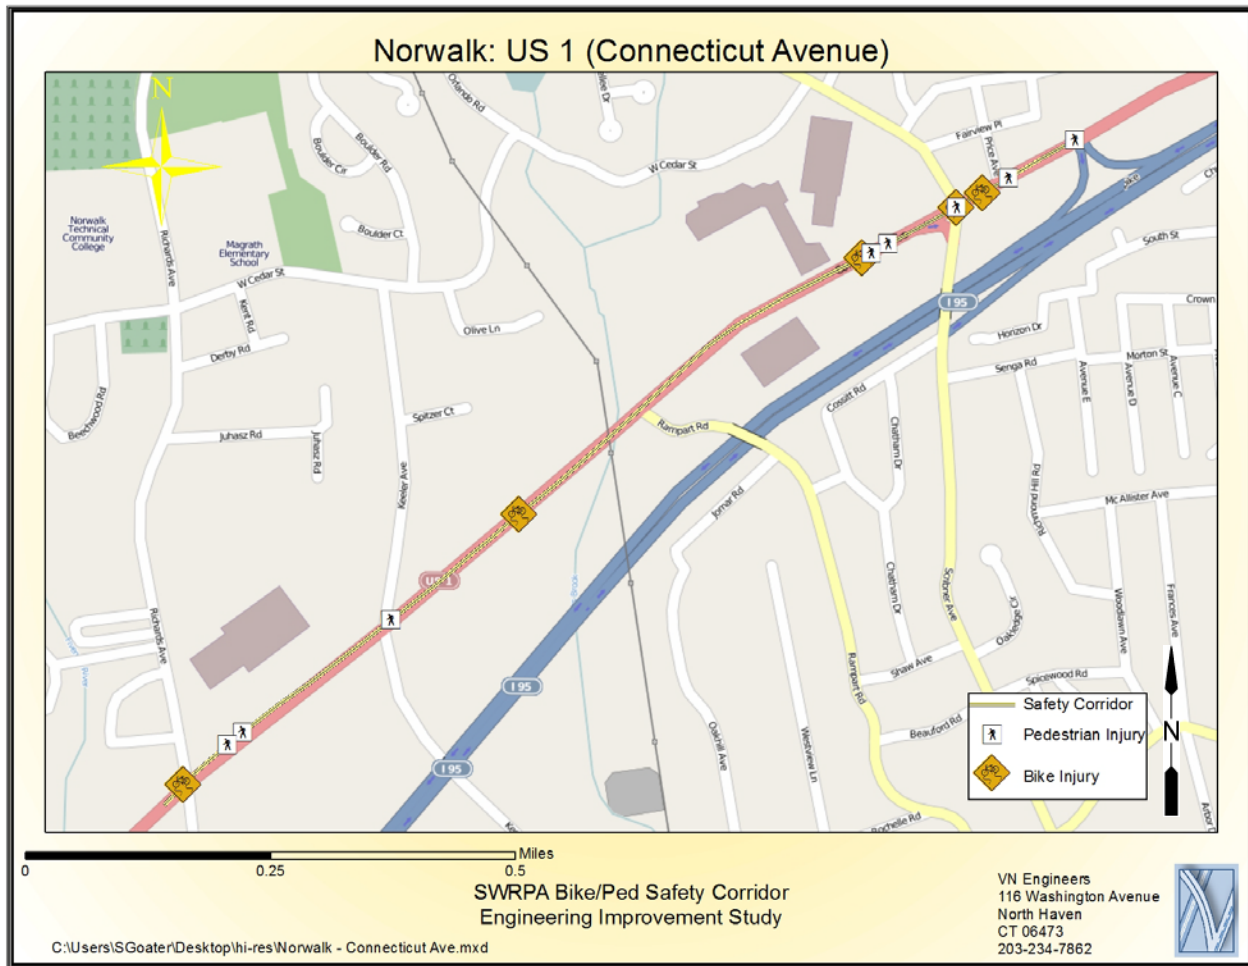 Norwalk: US 1 (Connecticut Avenue)
N
Orlando Rd
Fairview Pl
Price Ave
Boulder Rd
Boulder Cir
W Cedar St
Norwalk
Technical
Community
College
Richards Ave
Magrath
Elementary
School
Boulder Ct
South St
W Cedar St
Kent Rd
I 95
Crown
Olive Ln
Horizon Dr
Derby Rd
Senga Rd
Morton St
Avenue E
Avenue D
Avenue C
Beechwood Rd
Cossitt Rd
Spitzer Ct
Rampart Rd
Juhasz Rd
Juhasz Rd
Chatham Dr
Keeler Ave
Jomar Rd
Richmond Hill Rd
Mc Allister Ave
US 1
Chatham Dr
Scribner Ave
Oakledge Cir
Woodlawn Ave
Frances Ave
Richards Ave
Shaw Ave
Rampart Rd
Spicewood Rd
I 95
Beauford Rd
Oakhill Ave
Westview Ln
I 95
Rochelle Rd
Safety Corridor
Pedestrian Injury
Bike Injury
N
Miles
0
0.25
0.5
SWRPA Bike/Ped Safety Corridor
Engineering Improvement Study
VN Engineers
116 Washington Avenue
North Haven
CT 06473
203-234-7862
C:\Users\SGoater\Desktop\hi-res\Norwalk - Connecticut Ave.mxd